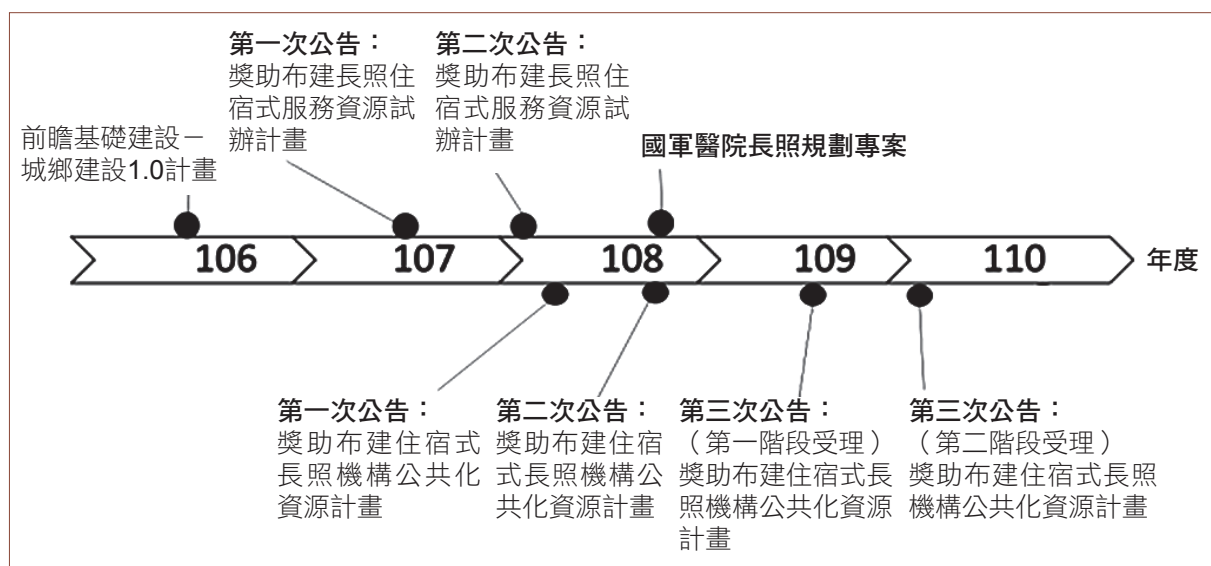 第一次公告：
獎助布建長照住
宿式服務資源試
辦計畫
第二次公告：
獎助布建長照住
宿式服務資源試
辦計畫
前瞻基礎建設－
城鄉建設1.0計畫
國軍醫院長照規劃專案
106
107
108
109
110
年度
第一次公告：
獎助布建住宿式
長照機構公共化
資源計畫
第二次公告：
獎助布建住宿
式長照機構公
共化資源計畫
第三次公告：
（第一階段受理）
獎助布建住宿式長
照機構公共化資源
計畫
第三次公告：
（第二階段受理）
獎助布建住宿式長照
機構公共化資源計畫